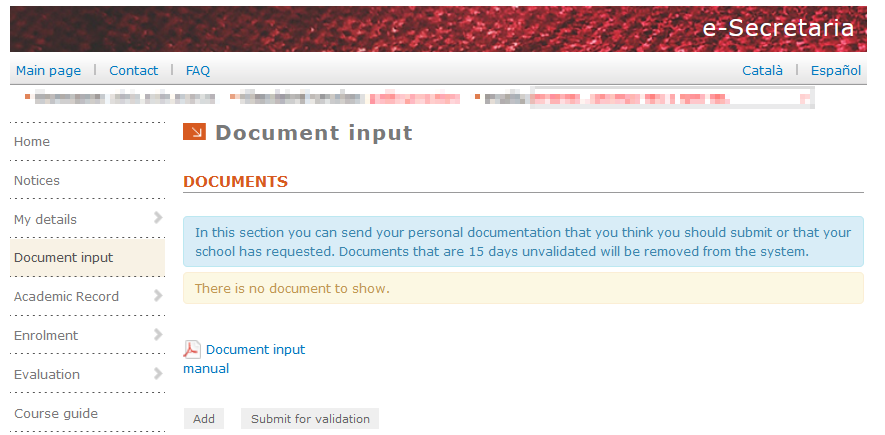 e-Secretaria
Main page | Contact | FAQ
Català | Español
Document input
Home
Notices
My details
Document input
Academic Record
Enrolment
Evaluation
Course guide
DOCUMENTS
In this section you can send your personal documentation that you think you should submit or that your
school has requested. Documents that are 15 days unvalidated will be removed from the system.
There is no document to show.
Document input
manual
Add
Submit for validation